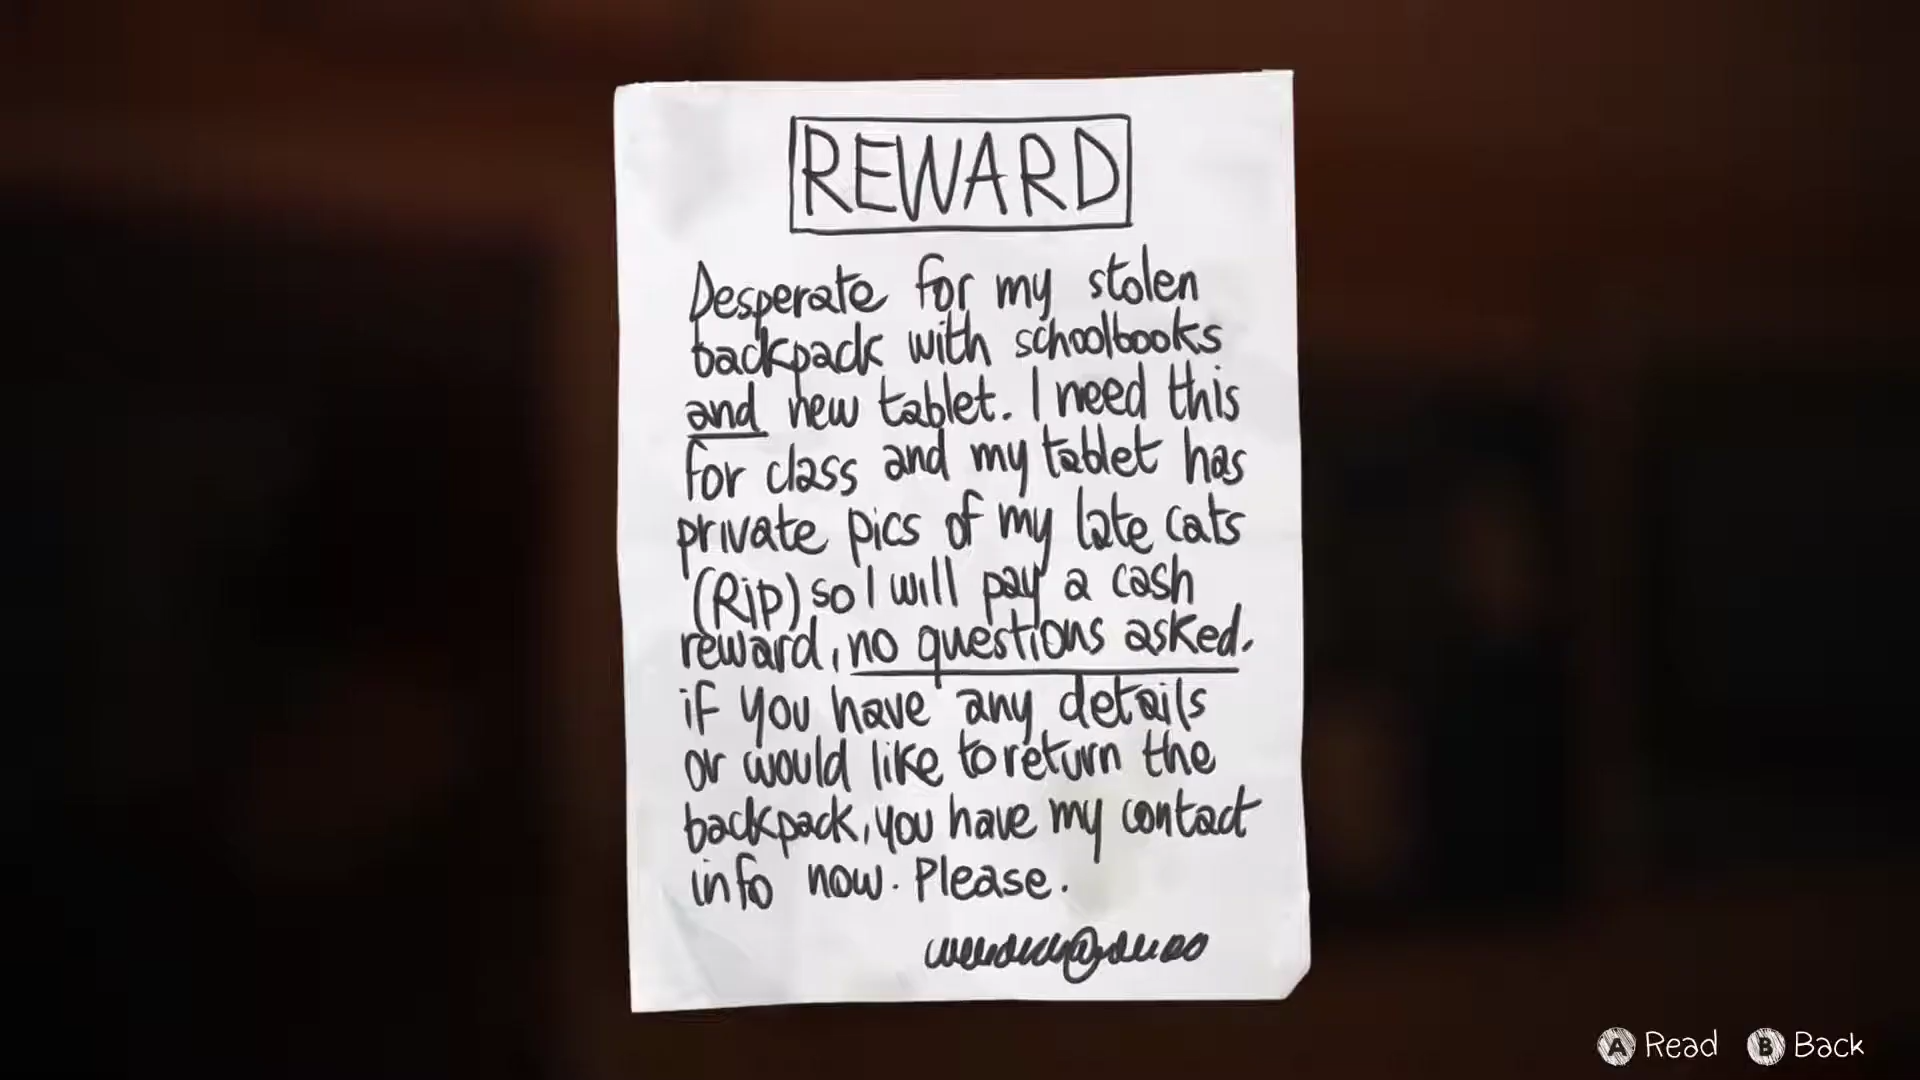 REWARD
Desperate for my stolen
backpack with schoolbooks
and new tablet. I need this
for class and my tablet has
private pics of my late cats
(RiP) so I will pay a cash
reward, no questions asked.
if you have any details
or would like to return the
backpack, you have my contact
info now. Please.
A Read B Back